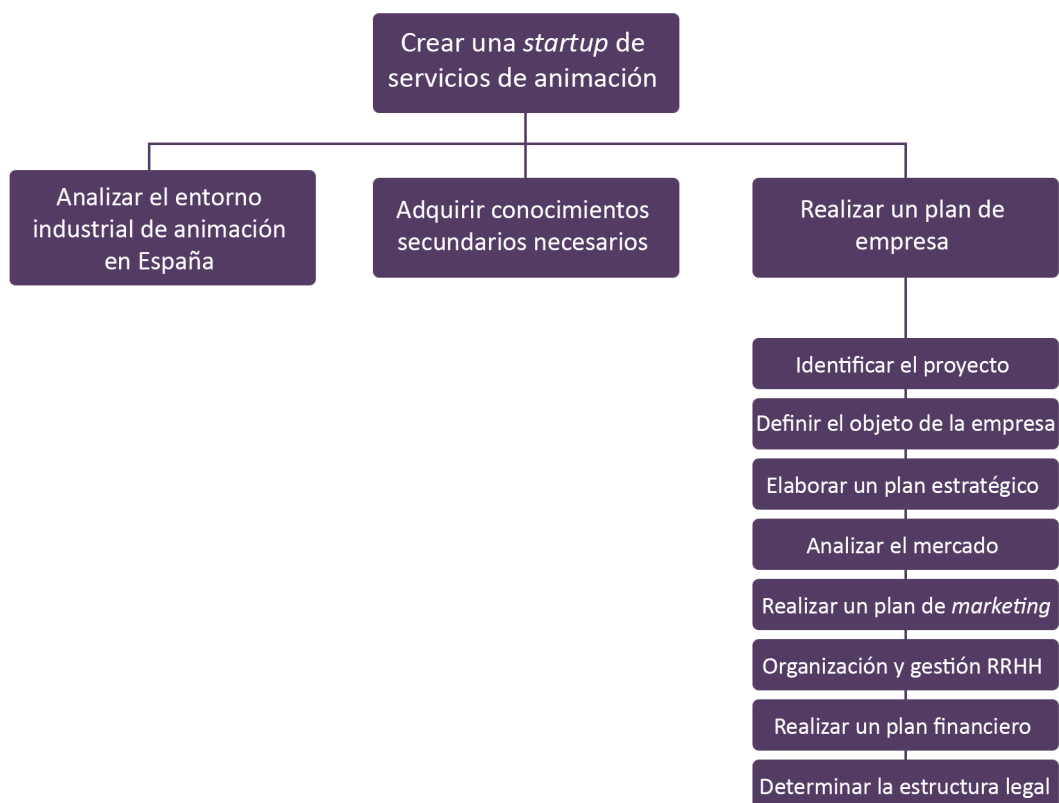 Crear una startup de
servicios de animación
Analizar el entorno
industrial de animación
en España
Adquirir conocimientos
secundarios necesarios
Realizar un plan de
empresa
Identificar el proyecto
Definir el objeto de la empresa
Elaborar un plan estratégico
Analizar el mercado
Realizar un plan de marketing
Organización y gestión RRHH
Realizar un plan financiero
Determinar la estructura legal